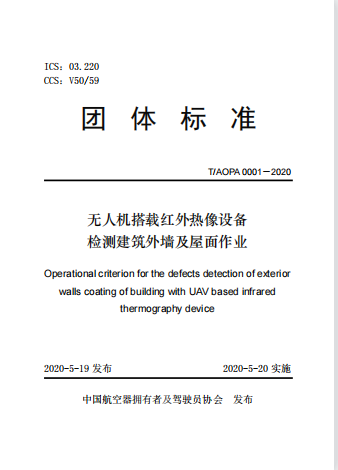 ICS：03.220
CCS：V50/59
团 体 标 准
T/AOPA 0001－2020
无人机搭载红外热像设备
检测建筑外墙及屋面作业
Operational criterion for the defects detection of exterior
walls coating of building with UAV based infrared
thermography device
2020-5-19 发布 2020-5-20 实施
中国航空器拥有者及驾驶员协会 发布